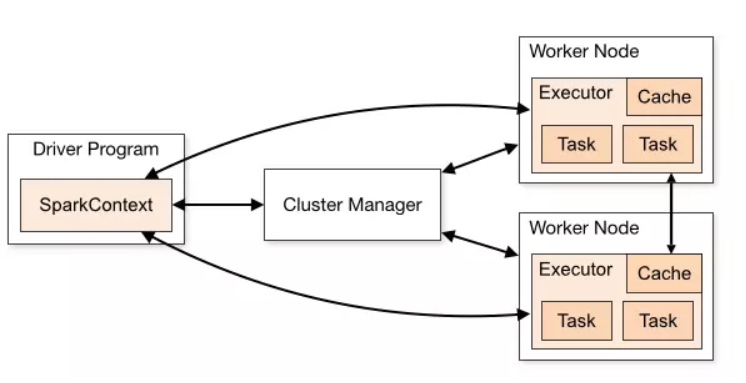 Driver Program
SparkContext
Cluster Manager
Worker Node
Executor
Cache
Task
Task
Worker Node
Executor
Cache
Task
Task